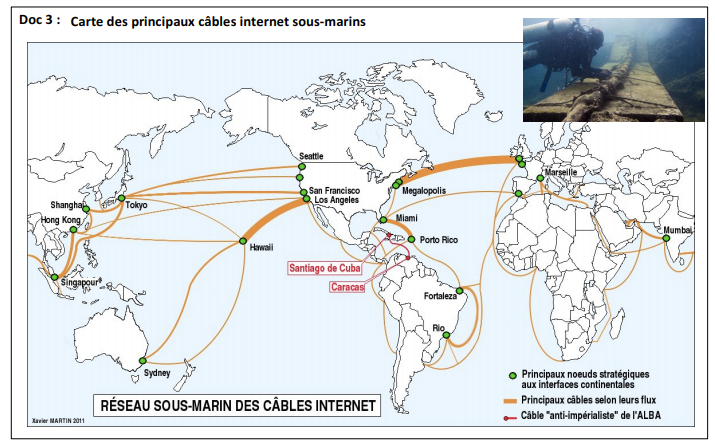 Doc 3 : Carte des principaux câbles internet sous-marins
Seattle
San Francisco
Los Angeles
Megalopolis
Marseille
Shanghai
Tokyo
Hong Kong
Miami
Mumbai
Hawaii
Porto Rico
Santiago de Cuba
Singapour
Caracas
Fortaleza
Rio
Sydney
Principaux noeuds stratégiques
aux interfaces continentales
Principaux câbles selon leurs flux
Câble "anti-impérialiste" de l'ALBA
RÉSEAU SOUS-MARIN DES CÂBLES INTERNET
Xavier MARTIN 2011